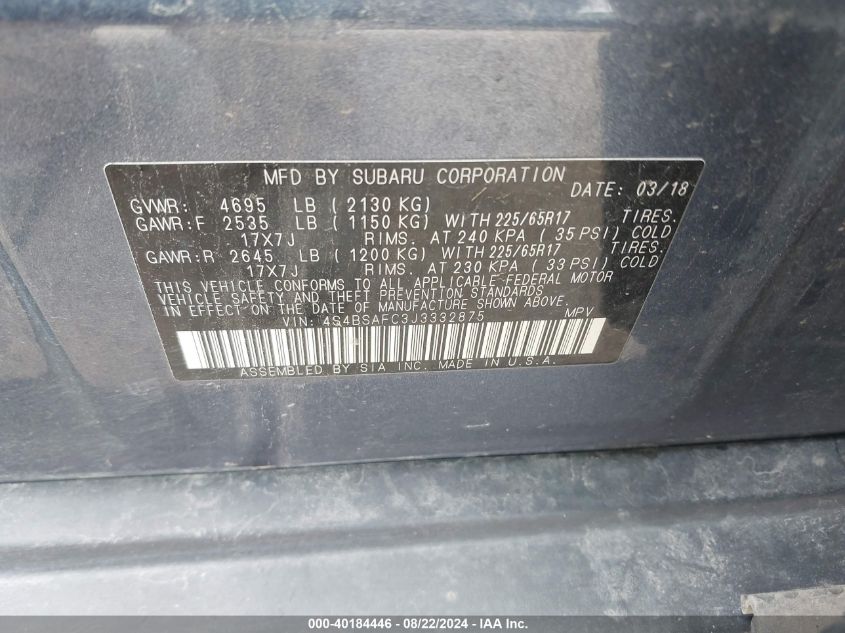 MFD BY SUBARU CORPORATION
DATE: 03/18
GVWR: 4695 LB ( 2130 KG)
GAWR:F 2535 LB ( 1150 KG) WITH 225/65R17 TIRES.
17X7J RIMS. AT 240 KPA ( 35 PSI) COLD
GAWR:R 2645 LB ( 1200 KG) WITH 225/65R17 TIRES.
17X7J RIMS. AT 230 KPA ( 33 PSI) COLD
THIS VEHICLE CONFORMS TO ALL APPLICABLE FEDERAL MOTOR
VEHICLE SAFETY AND THEFT PREVENTION STANDARDS
IN EFFECT ON THE DATE OF MANUFACTURE SHOWN ABOVE.
VIN: 4S4BSAFC3J3332875 MPV
ASSEMBLED BY SIA INC. MADE IN U.S.A.
000-40184446 - 08/22/2024 - IAA Inc.